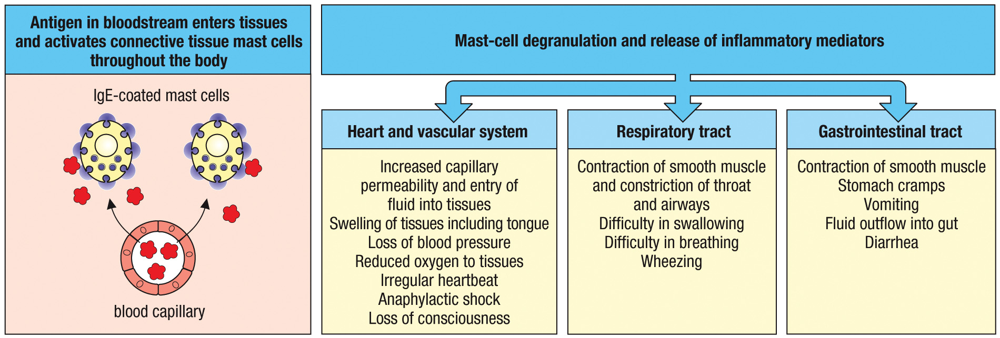 Antigen in bloodstream enters tissues
and activates connective tissue mast cells
throughout the body
IgE-coated mast cells
blood capillary
Mast-cell degranulation and release of inflammatory mediators
Heart and vascular system
Increased capillary
permeability and entry of
fluid into tissues
Swelling of tissues including tongue
Loss of blood pressure
Reduced oxygen to tissues
Irregular heartbeat
Anaphylactic shock
Loss of consciousness
Respiratory tract
Contraction of smooth muscle
and constriction of throat
and airways
Difficulty in swallowing
Difficulty in breathing
Wheezing
Gastrointestinal tract
Contraction of smooth muscle
Stomach cramps
Vomiting
Fluid outflow into gut
Diarrhea